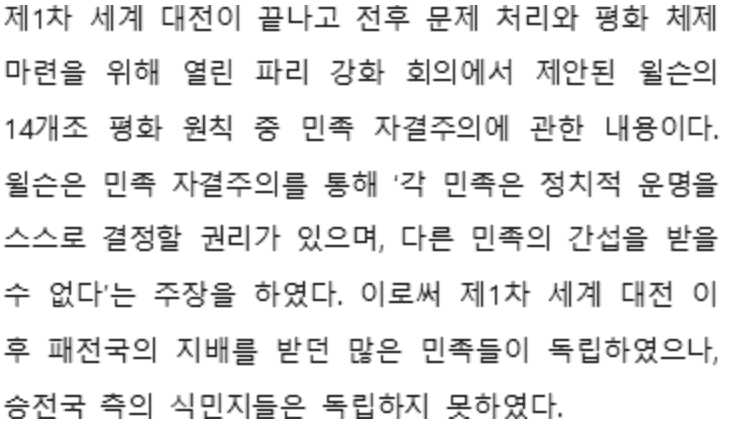 제1차 세계 대전이 끝나고 전후 문제 처리와 평화 체제
마련을 위해 열린 파리 강화 회의에서 제안된 윌슨의
14개조 평화 원칙 중 민족 자결주의에 관한 내용이다.
윌슨은 민족 자결주의를 통해 '각 민족은 정치적 운명을
스스로 결정할 권리가 있으며, 다른 민족의 간섭을 받을
수 없다'는 주장을 하였다. 이로써 제1차 세계 대전 이
후 패전국의 지배를 받던 많은 민족들이 독립하였으나,
승전국 측의 식민지들은 독립하지 못하였다.